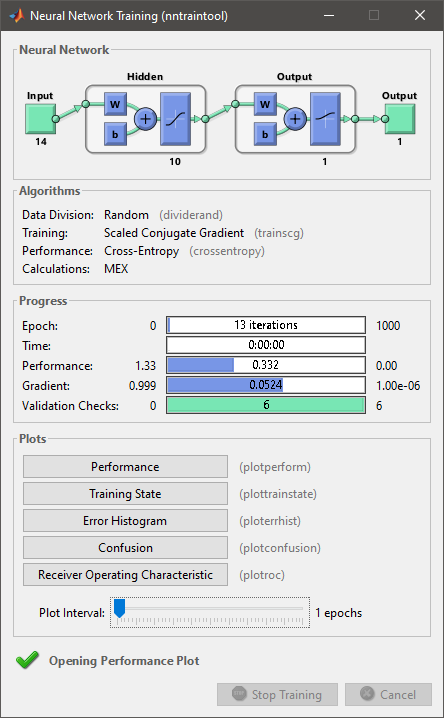 Neural Network Training (nntraintool)
Neural Network
Hidden Output
Input Output
W W
b b
+ +
14 10 1 1
Algorithms
Data Division: Random (dividerand)
Training: Scaled Conjugate Gradient (trainscg)
Performance: Cross-Entropy (crossentropy)
Calculations: MEX
Progress
Epoch: 0 13 iterations 1000
Time: 0:00:00
Performance: 1.33 0.332 0.00
Gradient: 0.999 0.0524 1.00e-06
Validation Checks: 0 6 6
Plots
Performance (plotperform)
Training State (plottrainstate)
Error Histogram (ploterrhist)
Confusion (plotconfusion)
Receiver Operating Characteristic (plotroc)
Plot Interval: 1 epochs
Opening Performance Plot
Stop Training Cancel